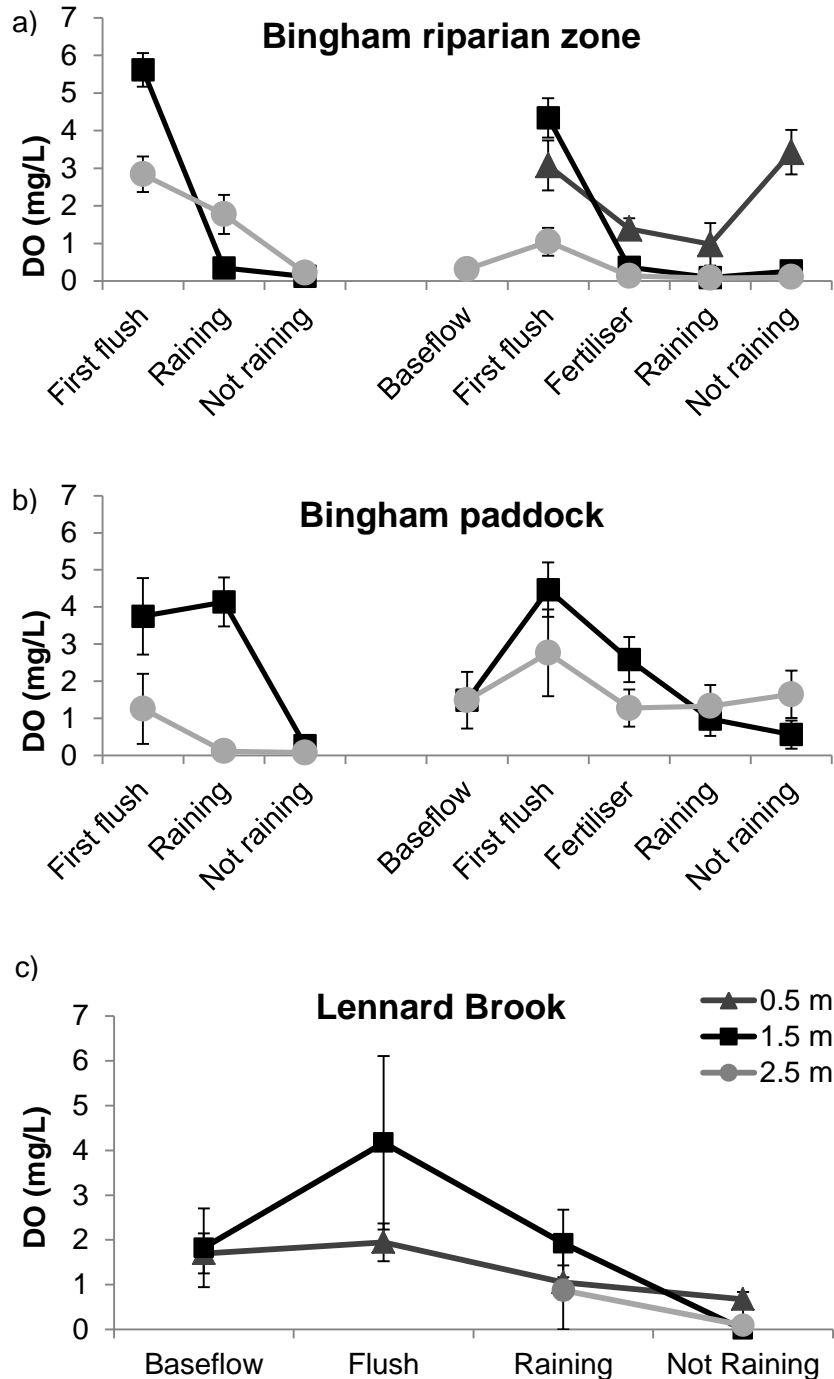 a)
Bingham riparian zone
7
6
5
4
3
2
1
0
DO (mg/L)
First flush
Raining
Not raining
Baseflow
First flush
Fertiliser
Raining
Not raining
b)
Bingham paddock
7
6
5
4
3
2
1
0
DO (mg/L)
First flush
Raining
Not raining
Baseflow
First flush
Fertiliser
Raining
Not raining
c)
Lennard Brook
0.5 m
1.5 m
2.5 m
7
6
5
4
3
2
1
0
DO (mg/L)
Baseflow
Flush
Raining
Not Raining